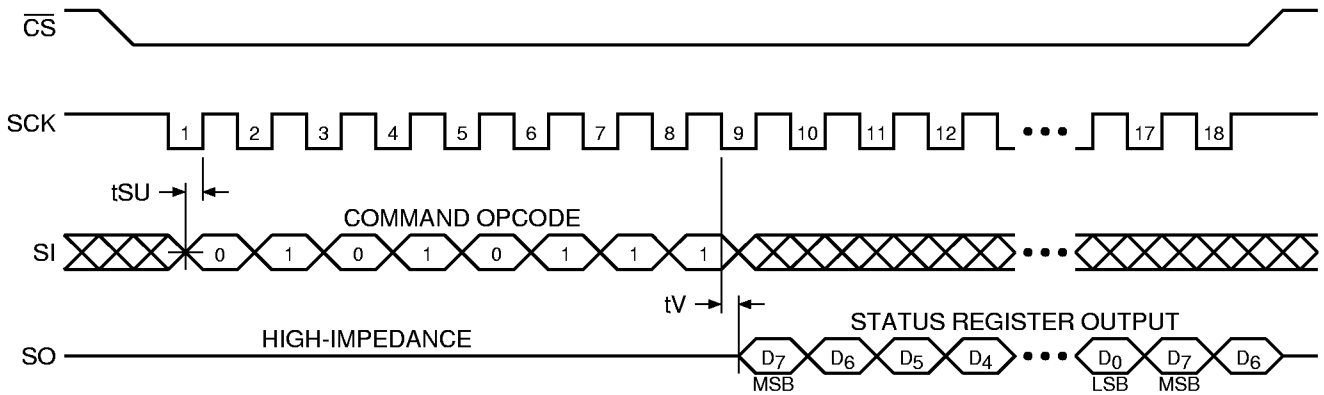 CS
SCK 1 2 3 4 5 6 7 8 9 10 11 12 17 18
tSU
COMMAND OPCODE
SI 0 1 0 1 0 1 1 1
tV
HIGH-IMPEDANCE
STATUS REGISTER OUTPUT
SO D7 D6 D5 D4 D0 D7 D6
MSB LSB MSB